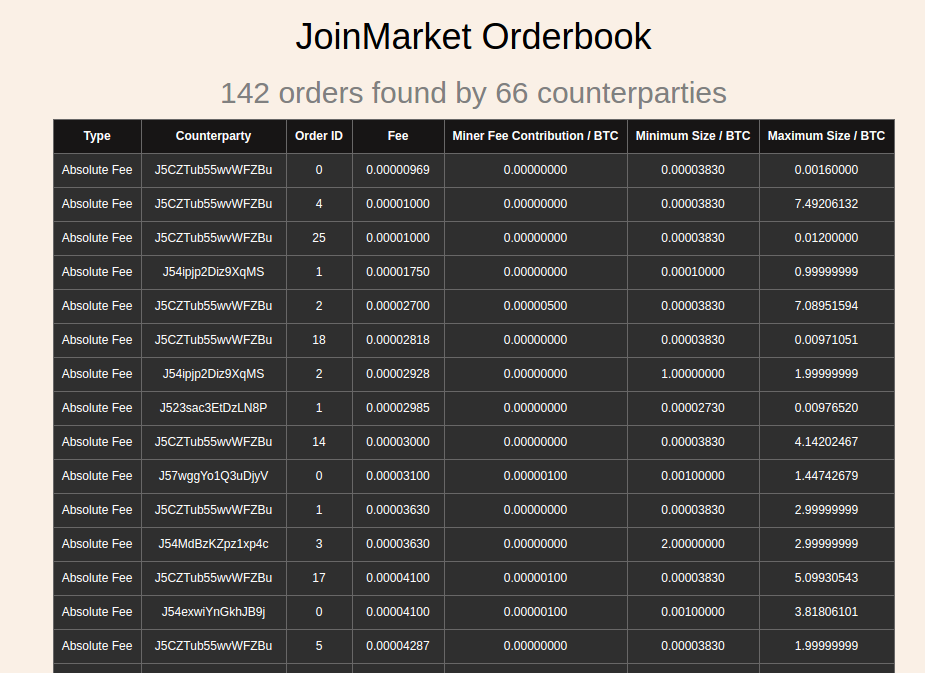 JoinMarket Orderbook
142 orders found by 66 counterparties
Type Counterparty Order ID Fee Miner Fee Contribution / BTC Minimum Size / BTC Maximum Size / BTC
Absolute Fee J5CZTub55wvWFZBu 0 0.00000969 0.00000000 0.00003830 0.00160000
Absolute Fee J5CZTub55wvWFZBu 4 0.00001000 0.00000000 0.00003830 7.49206132
Absolute Fee J5CZTub55wvWFZBu 25 0.00001000 0.00000000 0.00003830 0.01200000
Absolute Fee J54ipjp2Diz9XqMS 1 0.00001750 0.00000000 0.00010000 0.99999999
Absolute Fee J5CZTub55wvWFZBu 2 0.00002700 0.00000500 0.00003830 7.08951594
Absolute Fee J5CZTub55wvWFZBu 18 0.00002818 0.00000000 0.00003830 0.00971051
Absolute Fee J54ipjp2Diz9XqMS 2 0.00002928 0.00000000 1.00000000 1.99999999
Absolute Fee J523sac3EtDzLN8P 1 0.00002985 0.00000000 0.00002730 0.00976520
Absolute Fee J5CZTub55wvWFZBu 14 0.00003000 0.00000000 0.00003830 4.14202467
Absolute Fee J57wggYo1Q3uDjyV 0 0.00003100 0.00000100 0.00100000 1.44742679
Absolute Fee J5CZTub55wvWFZBu 1 0.00003630 0.00000000 0.00003830 2.99999999
Absolute Fee J54MdBzKZpz1xp4c 3 0.00003630 0.00000000 2.00000000 2.99999999
Absolute Fee J5CZTub55wvWFZBu 17 0.00004100 0.00000100 0.00003830 5.09930543
Absolute Fee J54exwiYnGkhJB9j 0 0.00004100 0.00000100 0.00100000 3.81806101
Absolute Fee J5CZTub55wvWFZBu 5 0.00004287 0.00000000 0.00003830 1.99999999